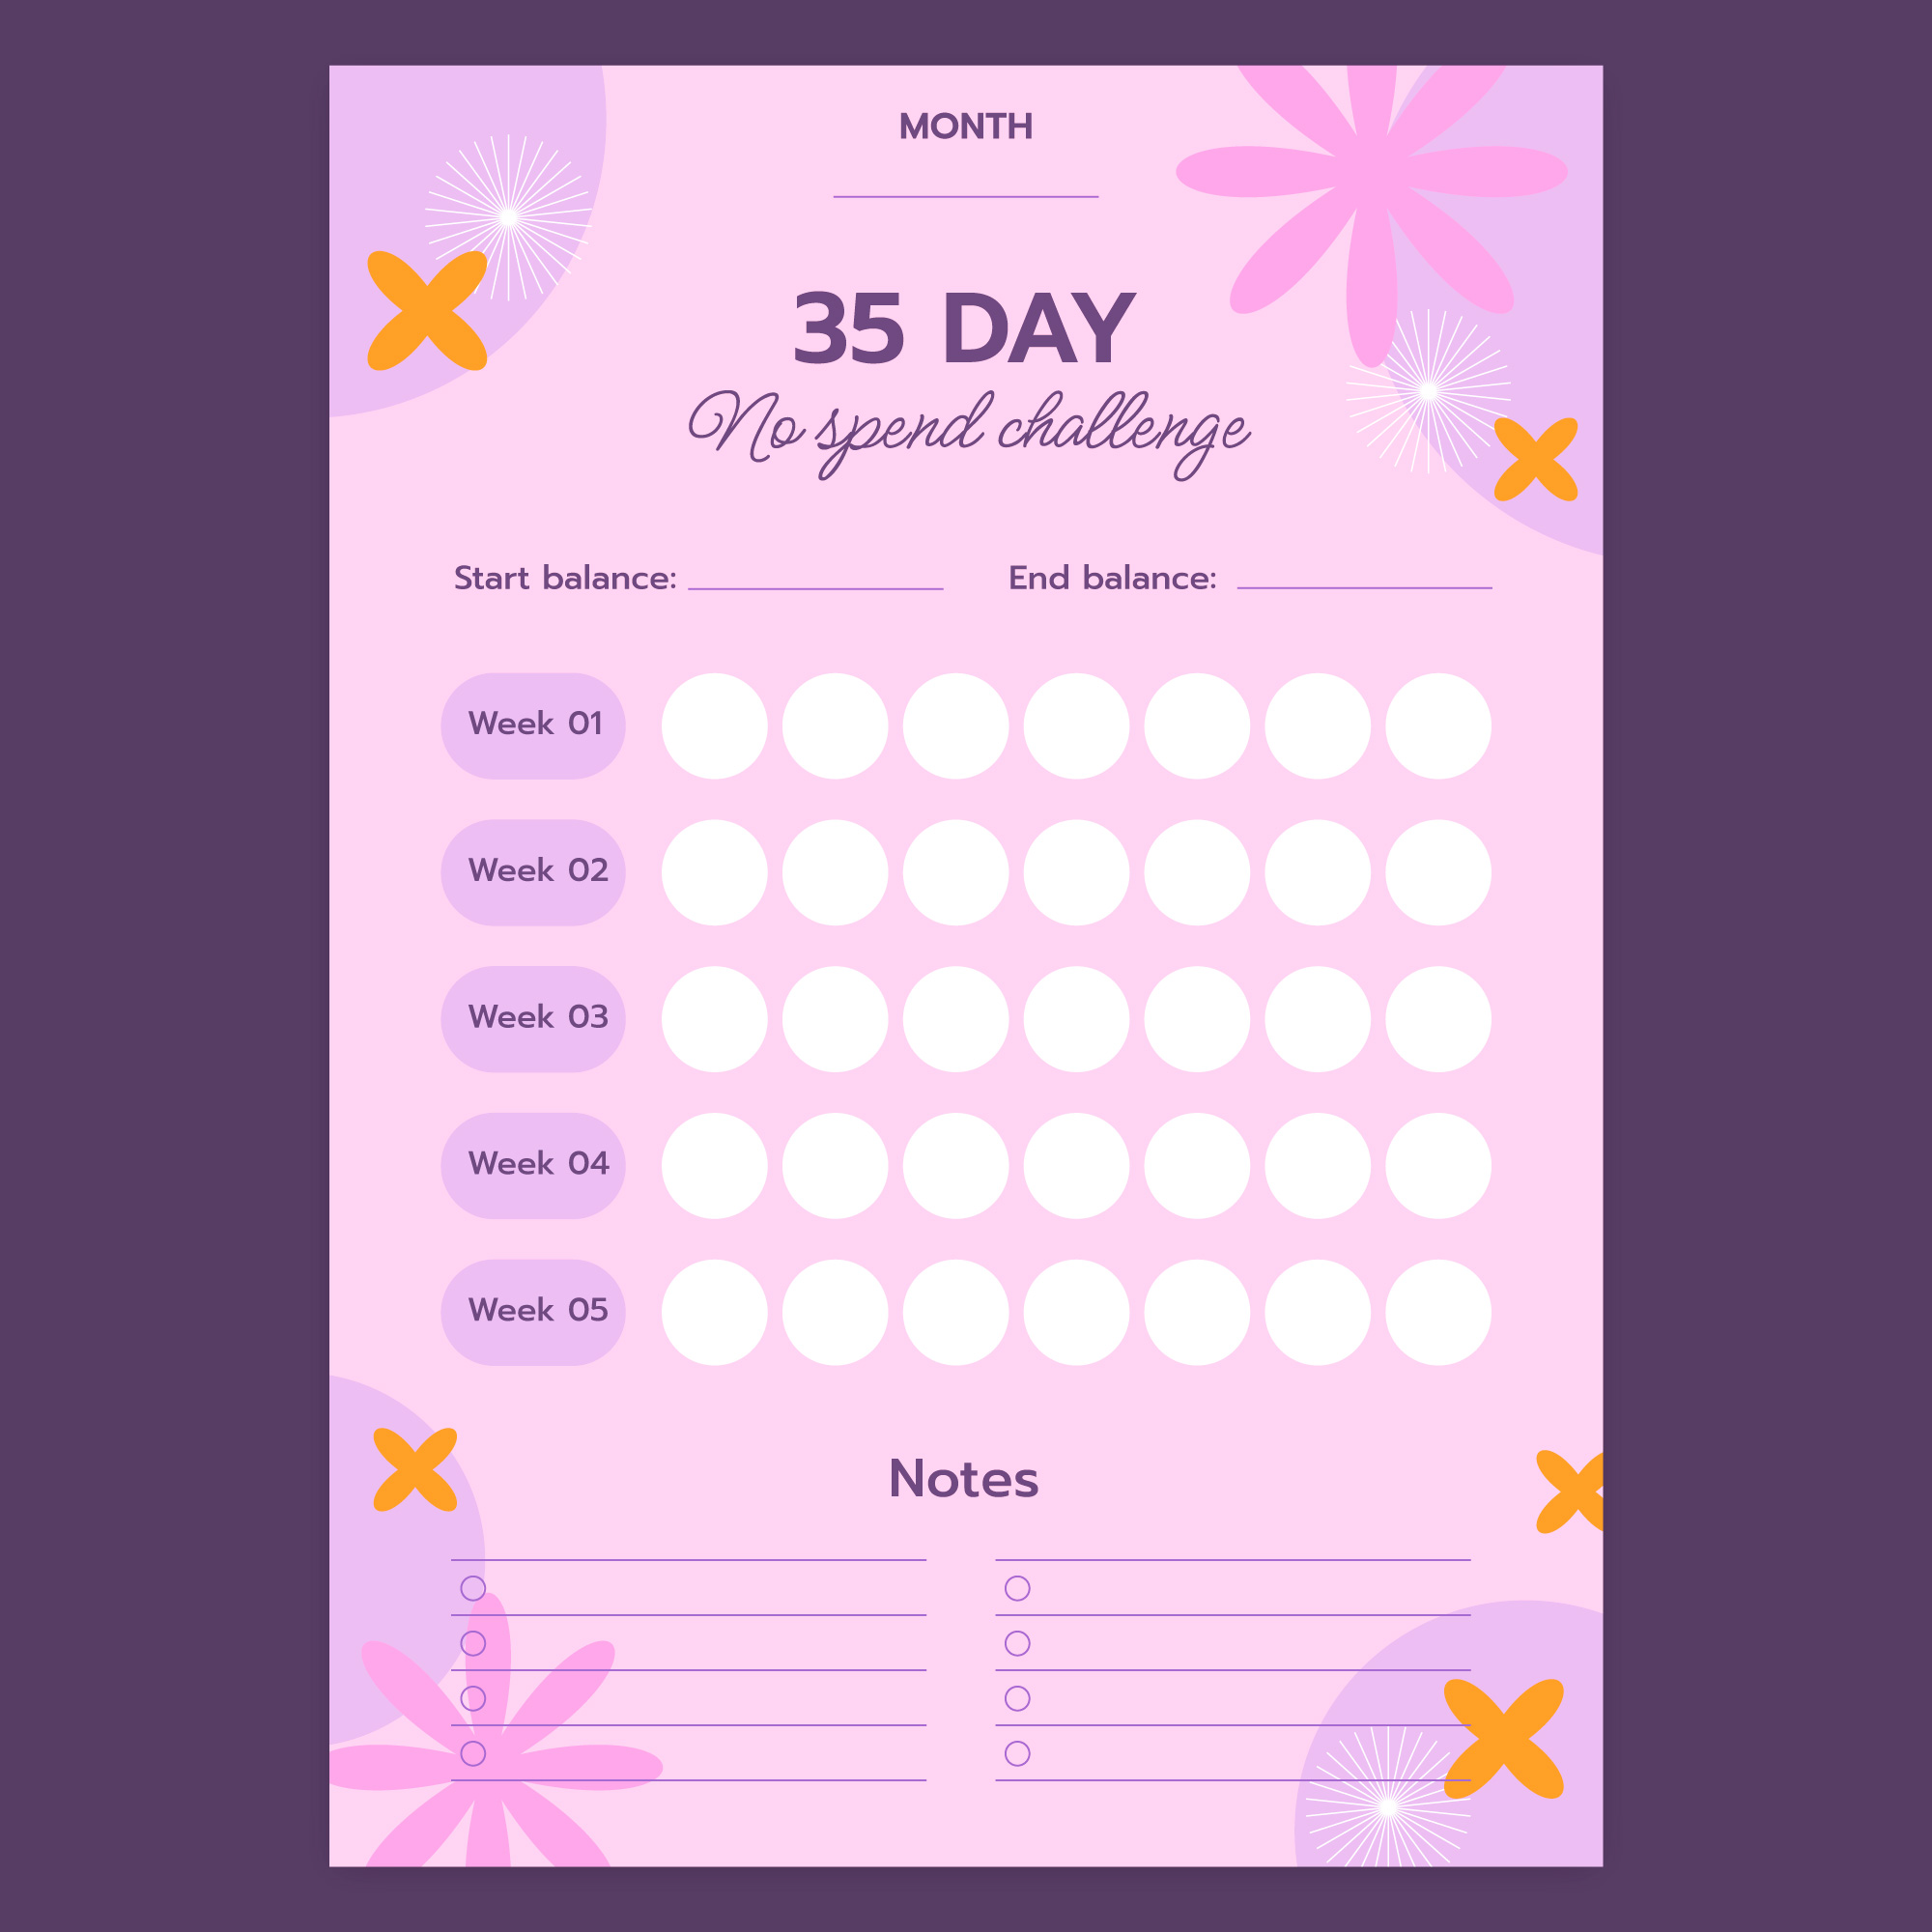 MONTH
35 DAY
No spend challenge
Start balance: End balance:
Week 01
Week 02
Week 03
Week 04
Week 05
Notes